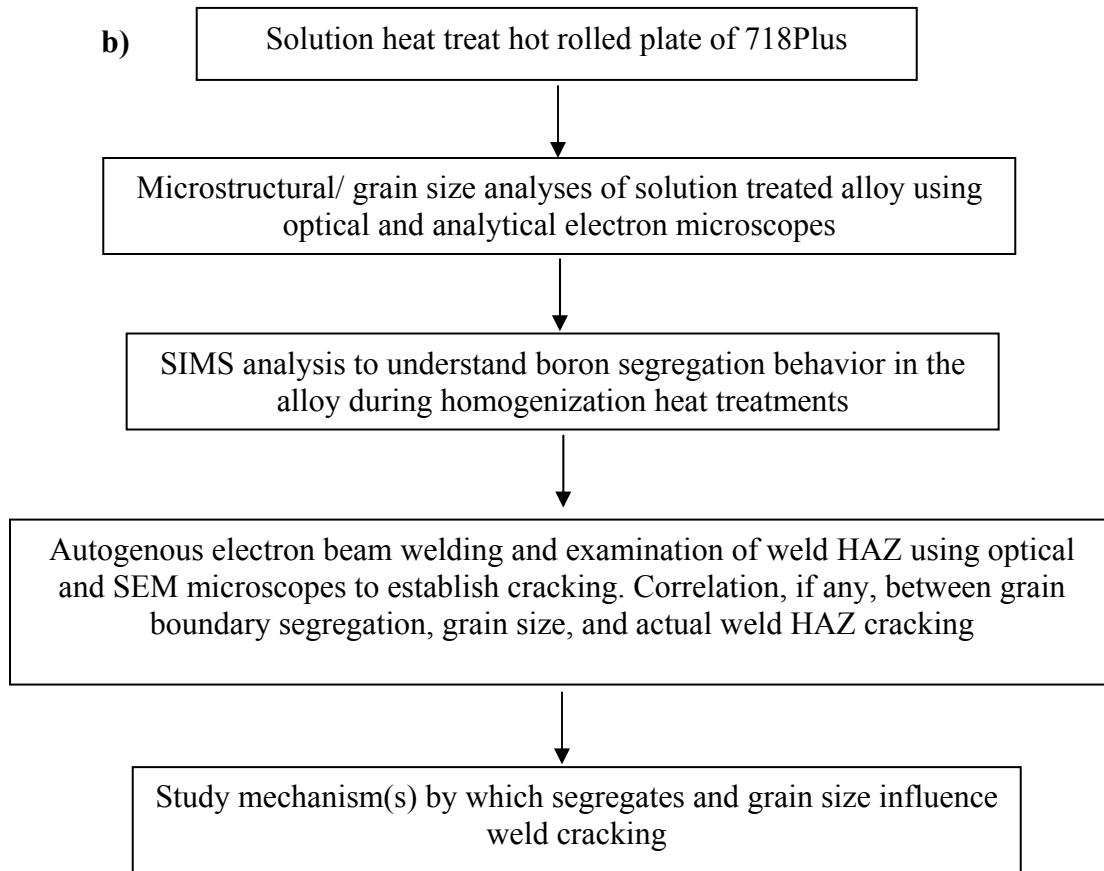 b)
Solution heat treat hot rolled plate of 718Plus
Microstructural/ grain size analyses of solution treated alloy using
optical and analytical electron microscopes
SIMS analysis to understand boron segregation behavior in the
alloy during homogenization heat treatments
Autogenous electron beam welding and examination of weld HAZ using optical
and SEM microscopes to establish cracking. Correlation, if any, between grain
boundary segregation, grain size, and actual weld HAZ cracking
Study mechanism(s) by which segregates and grain size influence
weld cracking